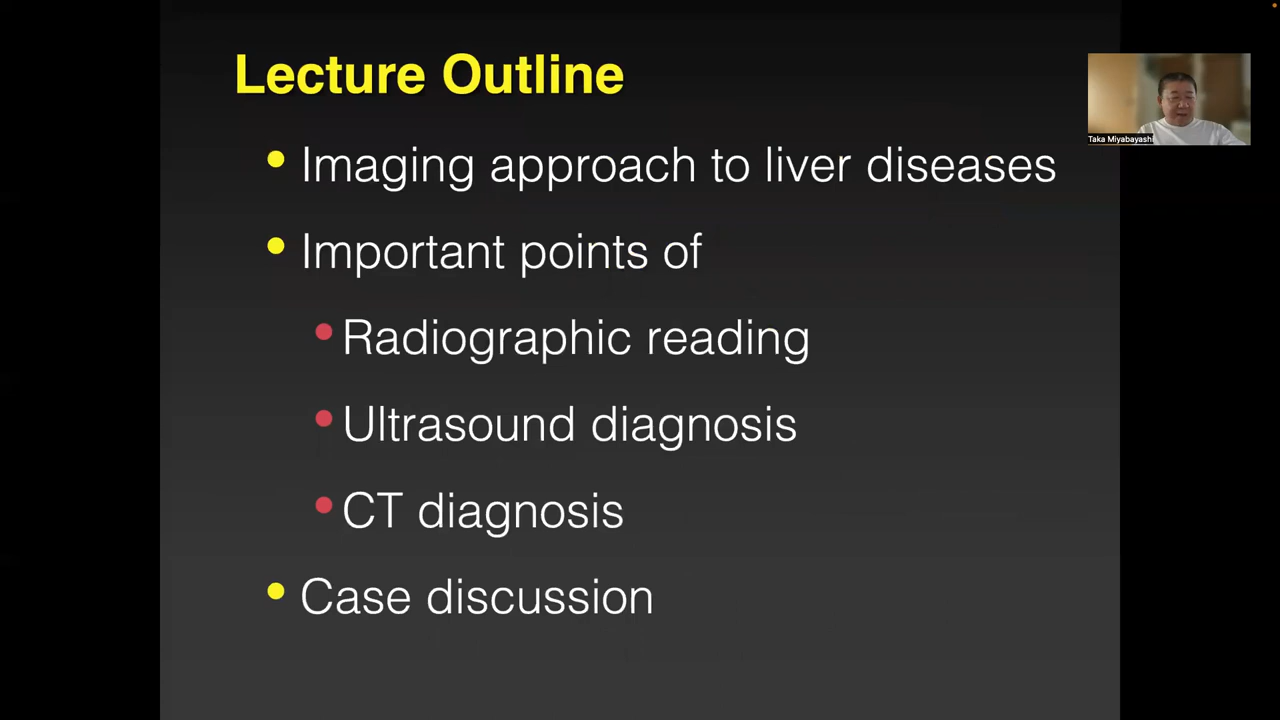 Lecture Outline
• Imaging approach to liver diseases
• Important points of
• Radiographic reading
• Ultrasound diagnosis
• CT diagnosis
• Case discussion
Taka Miyabayashi